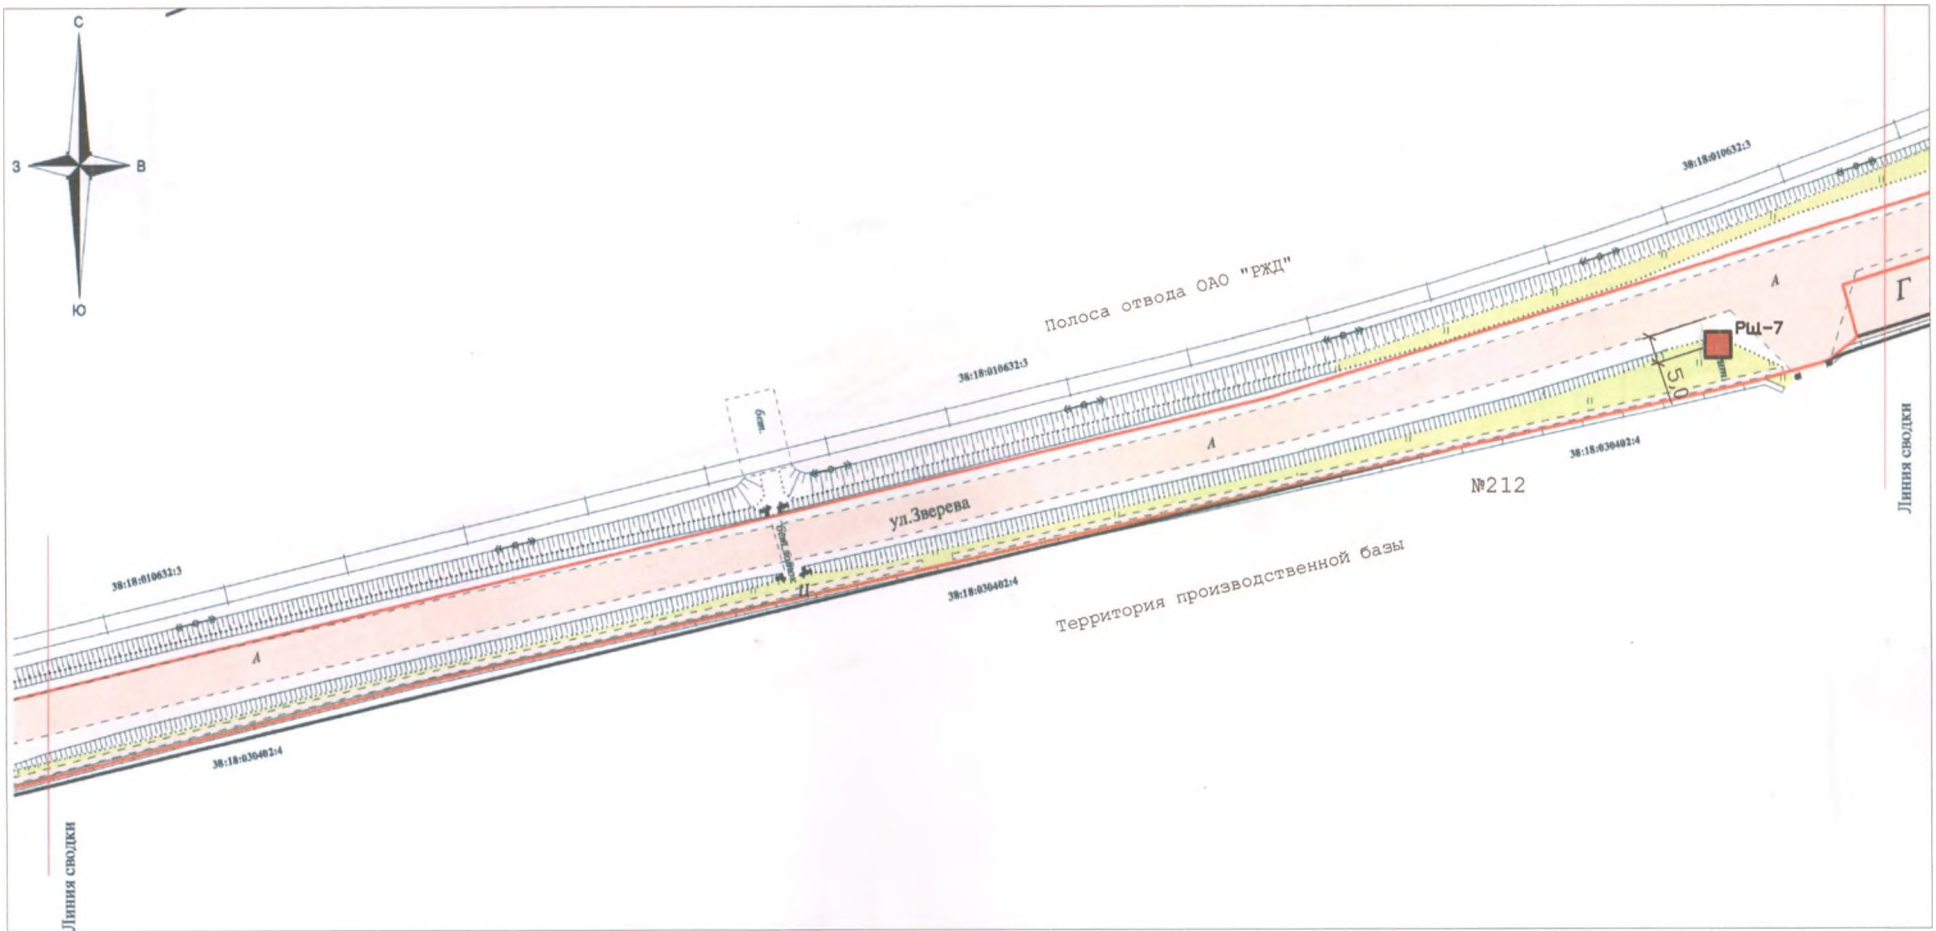 С
З
В
Ю
38:18:010632:3
Полоса отвода ОАО "РЖД"
А
Г
РЩ-7
38:18:010632:3
5,0
бет.
А
Линия сводки
38:18:030402:4
№212
ул.Зверева
38:18:010632:3
Ц
38:18:030402:4
Территория производственной базы
А
38:18:030402:4
Линия сводки